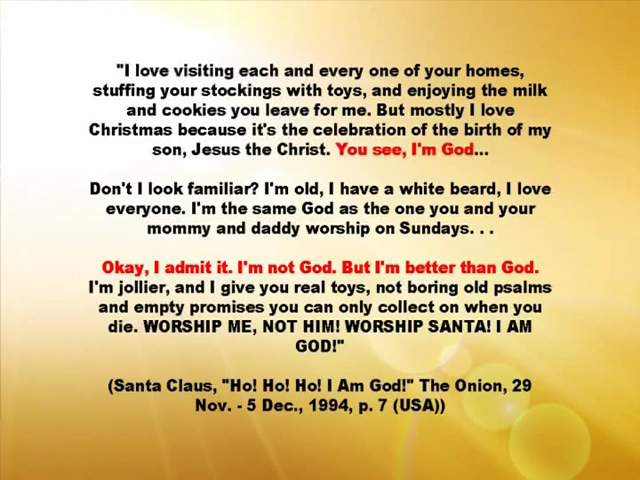 "I love visiting each and every one of your homes,
stuffing your stockings with toys, and enjoying the milk
and cookies you leave for me. But mostly I love
Christmas because it's the celebration of the birth of my
son, Jesus the Christ. You see, I'm God...
Don't I look familiar? I'm old, I have a white beard, I love
everyone. I'm the same God as the one you and your
mommy and daddy worship on Sundays. . .
Okay, I admit it. I'm not God. But I'm better than God.
I'm jollier, and I give you real toys, not boring old psalms
and empty promises you can only collect on when you
die. WORSHIP ME, NOT HIM! WORSHIP SANTA! I AM
GOD!"
(Santa Claus, "Ho! Ho! Ho! I Am God!" The Onion, 29
Nov. - 5 Dec., 1994, p. 7 (USA))